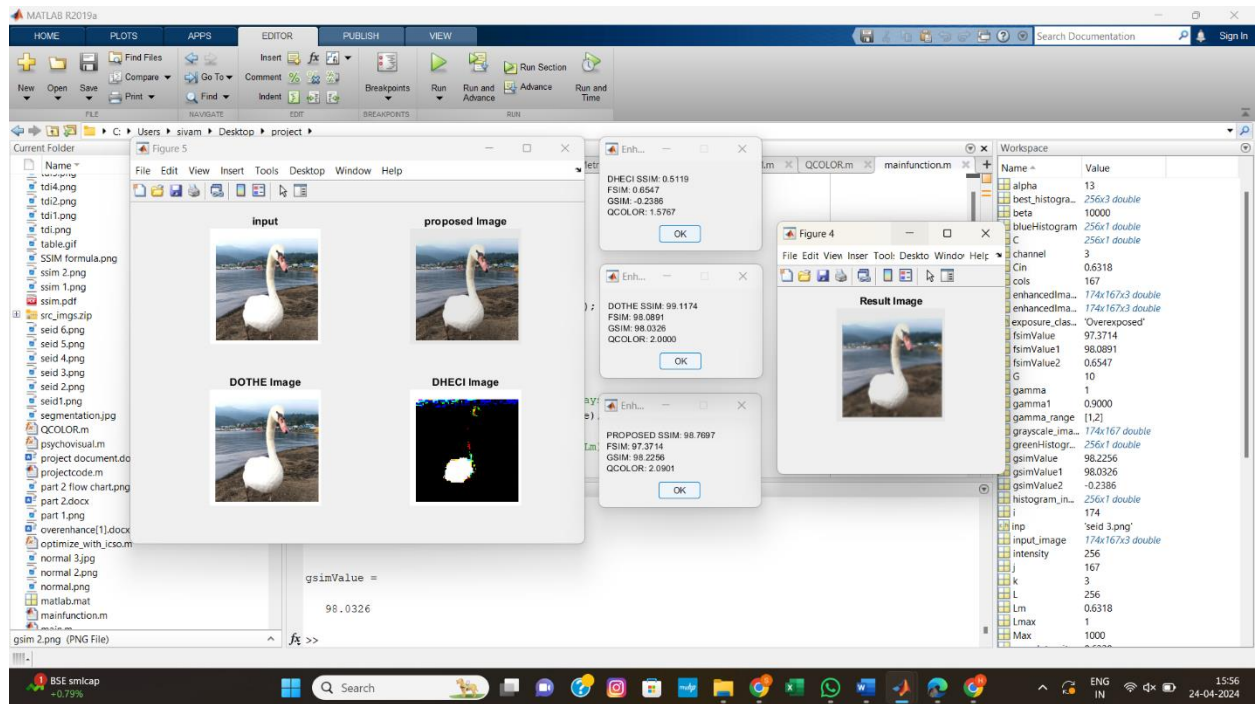 MATLAB R2019a
HOME PLOTS APPS EDITOR PUBLISH VIEW
Search Documentation Sign In
New Open Save Find Files Compare Print
Go To Find
Insert fx
Comment
Indent
Breakpoints
Run Run and Advance Run Section Advance Run and Time
FILE NAVIGATE EDIT BREAKPOINTS RUN
C: Users sivam Desktop project
Current Folder
Name
tdi4.png
tdi2.png
tdi1.png
tdi.png
table.gif
SSIM formula.png
ssim 2.png
ssim 1.png
ssim.pdf
src_imgs.zip
seid 6.png
seid 5.png
seid 4.png
seid 3.png
seid 2.png
seid1.png
segmentation.jpg
QCOLOR.m
psychovisual.m
project document.do
projectcode.m
part 2 flow chart.png
part 2.docx
part 1.png
overenhance[1].docx
optimize_with_icso.m
normal 3.jpg
normal 2.png
normal.png
matlab.mat
mainfunction.m
main.m
gsim 2.png (PNG File)
Figure 5
File Edit View Insert Tools Desktop Window Help
input proposed Image
DOTHE Image DHECI Image
QCOLOR.m mainfunction.m
Enh...
DHECI SSIM: 0.5119
FSIM: 0.6547
GSIM: -0.2386
QCOLOR: 1.5767
OK
Enh...
DOTHE SSIM: 99.1174
FSIM: 98.0891
GSIM: 98.0326
QCOLOR: 2.0000
OK
Enh...
PROPOSED SSIM: 98.7697
FSIM: 97.3714
GSIM: 98.2256
QCOLOR: 2.0901
OK
Figure 4
File Edit View Inser Tool: Deskto Windov Help
Result Image
gsimValue =
98.0326
fx >>
Workspace
Name Value
alpha 13
best_histogra... 256x3 double
beta 10000
blueHistogram 256x1 double
C 256x1 double
channel 3
Cin 0.6318
cols 167
enhancedIma... 174x167x3 double
enhancedIma... 174x167x3 double
exposure_clas... 'Overexposed'
fsimValue 97.3714
fsimValue1 98.0891
fsimValue2 0.6547
G 10
gamma 1
gamma1 0.9000
gamma_range [1,2]
grayscale_ima... 174x167 double
greenHistogr... 256x1 double
gsimValue 98.2256
gsimValue1 98.0326
gsimValue2 -0.2386
histogram_in... 256x1 double
i 174
inp 'seid 3.png'
input_image 174x167x3 double
intensity 256
j 167
k 3
L 256
Lm 0.6318
Lmax 1
Max 1000
BSE smlcap
+0.79%
Search
ENG
IN
15:56
24-04-2024